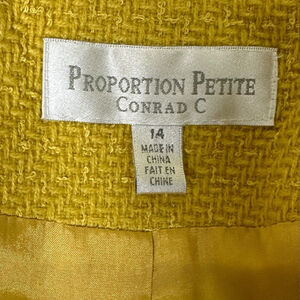 PROPORTION PETITE
CONRAD C
14
MADE IN
CHINA
FAIT EN
CHINE